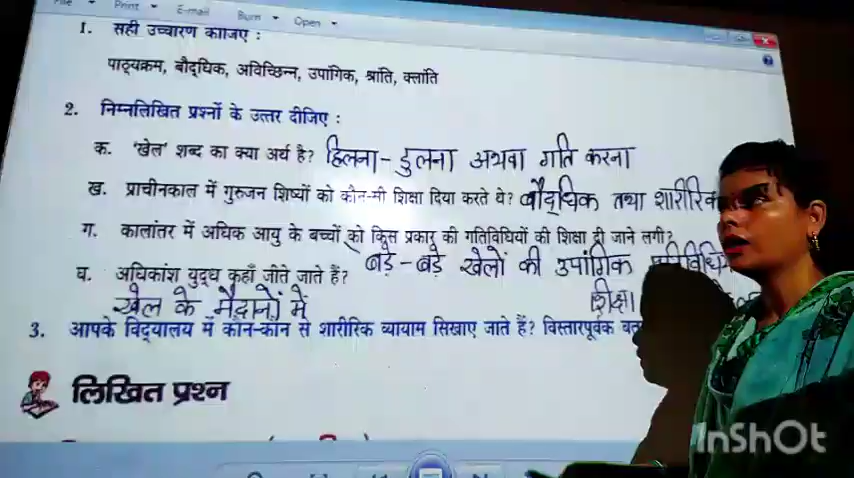 File Print E-mail Burn Open
1. सही उच्चारण कीजिए :
पाठ्यक्रम, बौद्धिक, अविच्छिन्न, उपांगिक, श्रांति, क्लांति
2. निम्नलिखित प्रश्नों के उत्तर दीजिए :
क. 'खेल' शब्द का क्या अर्थ है? हिलना - डुलना अथवा गति करना
ख. प्राचीनकाल में गुरुजन शिष्यों को कौन-सी शिक्षा दिया करते थे? बौद्धिक तथा शारीरिक
ग. कालांतर में अधिक आयु के बच्चों को किस प्रकार की गतिविधियों की शिक्षा दी जाने लगी?
बड़े - बड़े खेलों की उपांगिक
घ. अधिकांश युद्ध कहाँ जीते जाते हैं?
शिक्षा
खेल के मैदानों में
3. आपके विद्यालय में कौन-कौन से शारीरिक व्यायाम सिखाए जाते हैं? विस्तारपूर्वक
लिखित प्रश्न
InShOt